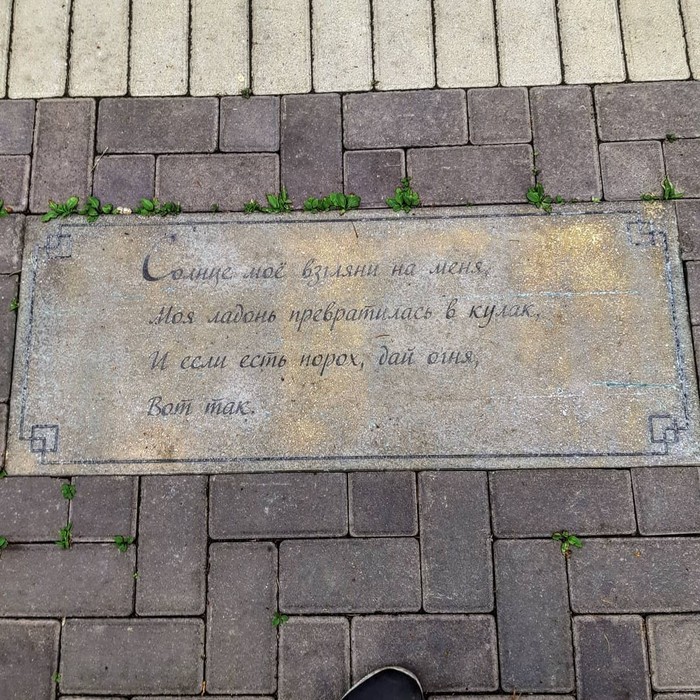 Солнце моё взгляни на меня,
Моя ладонь превратилась в кулак,
И если есть порох, дай огня,
Вот так.